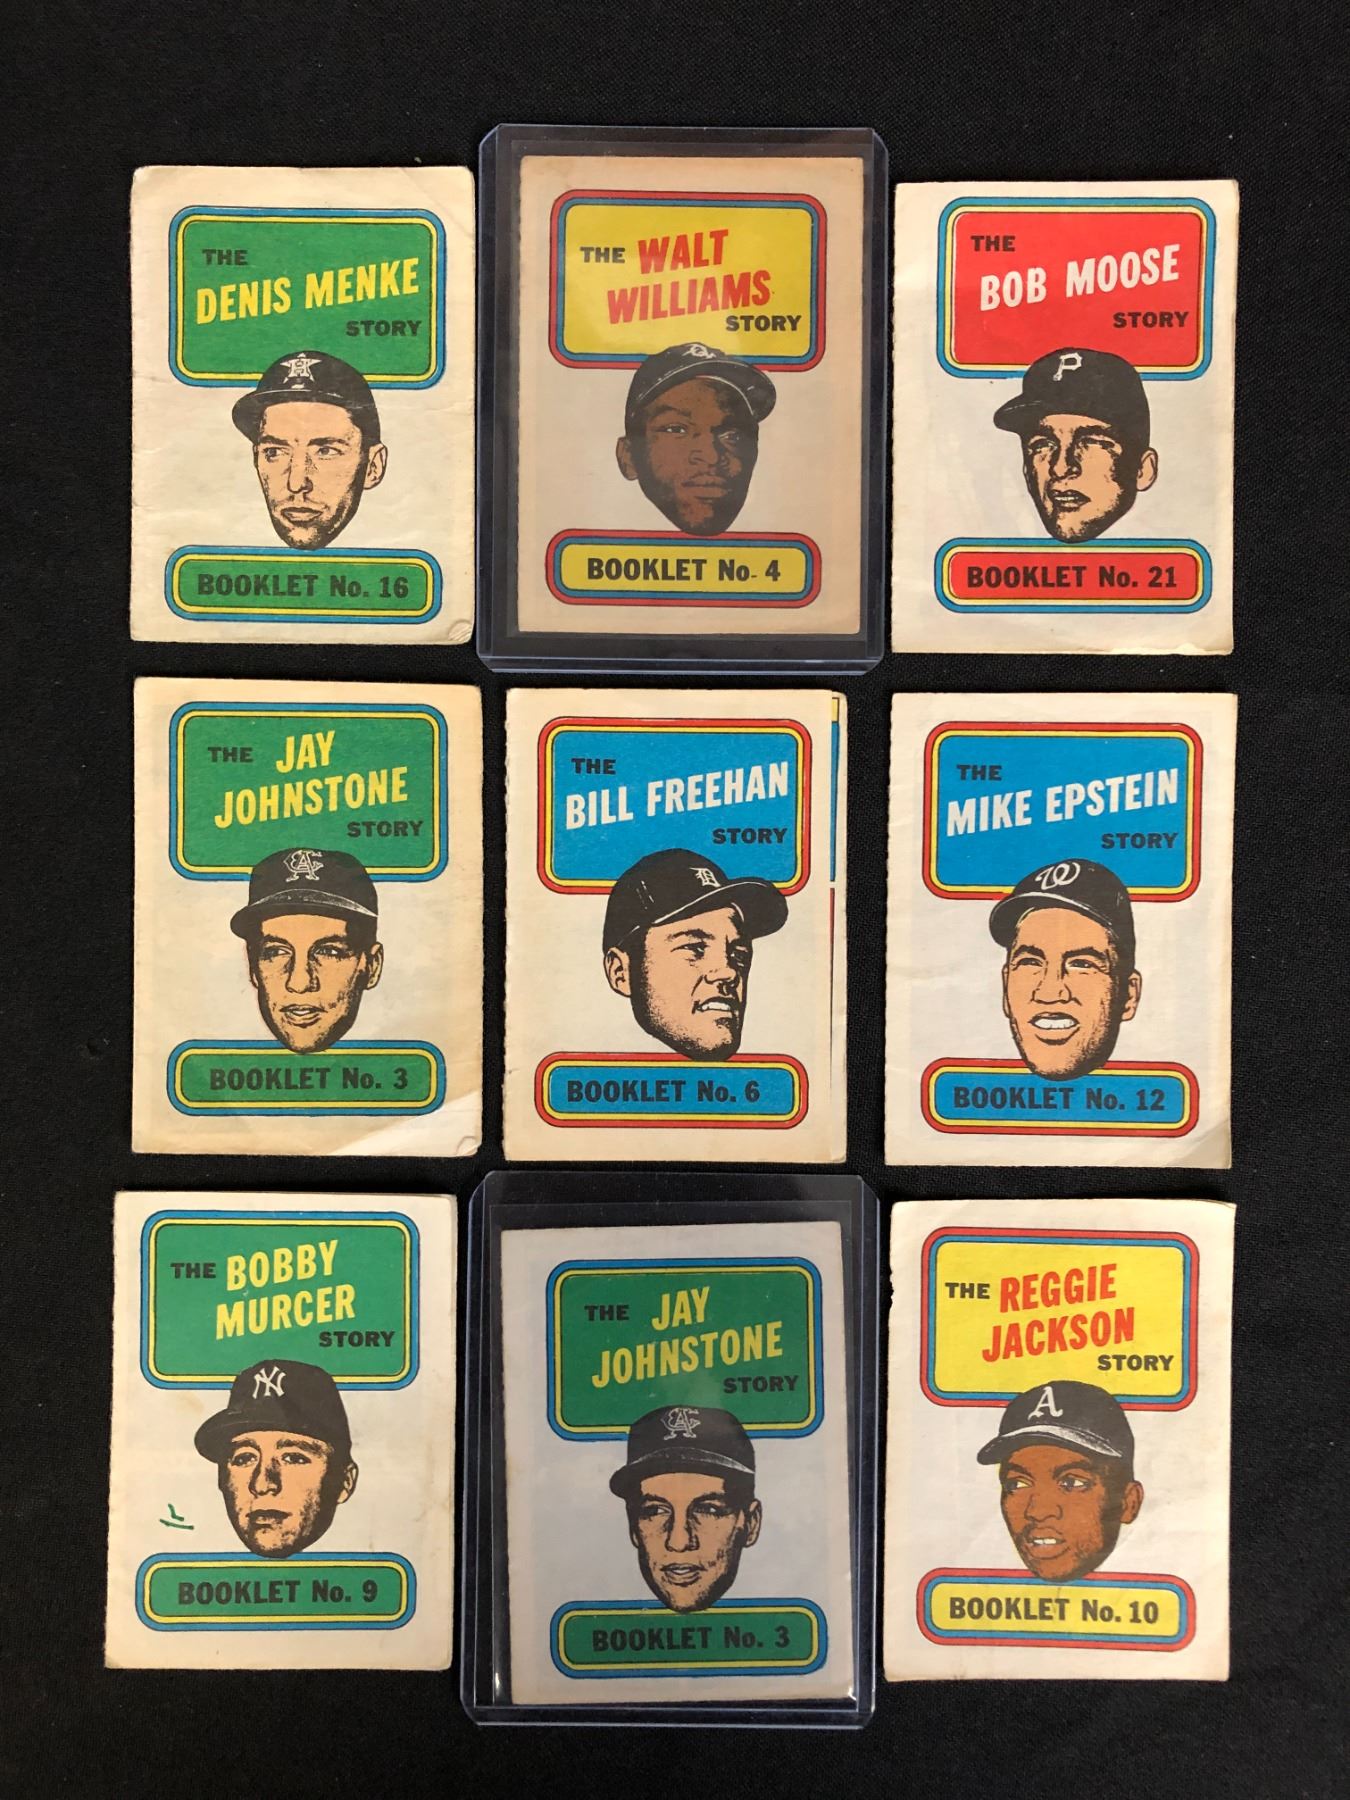 THE
DENIS MENKE
STORY
H
BOOKLET No. 16
THE WALT
WILLIAMS
STORY
BOOKLET No. 4
THE
BOB MOOSE
STORY
P
BOOKLET No. 21
THE JAY
JOHNSTONE
STORY
CA
BOOKLET No. 3
THE
BILL FREEHAN
STORY
D
BOOKLET No. 6
THE
MIKE EPSTEIN
STORY
W
BOOKLET No. 12
THE BOBBY
MURCER
STORY
NY
BOOKLET No. 9
THE JAY
JOHNSTONE
STORY
CA
BOOKLET No. 3
THE REGGIE
JACKSON
STORY
A
BOOKLET No. 10